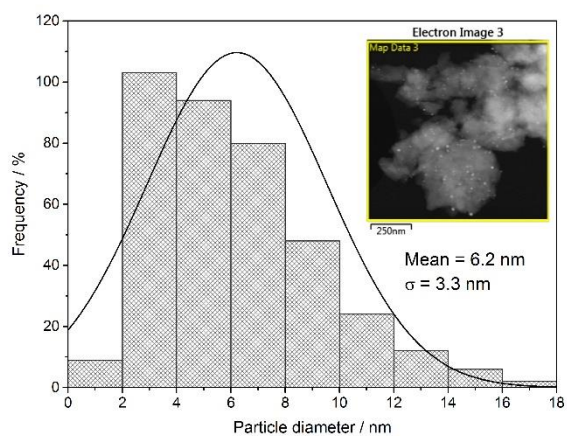 Electron Image 3
Map Data 3
250nm
Mean = 6.2 nm
σ = 3.3 nm
Frequency / %
120
100
80
60
40
20
0
0 2 4 6 8 10 12 14 16 18
Particle diameter / nm